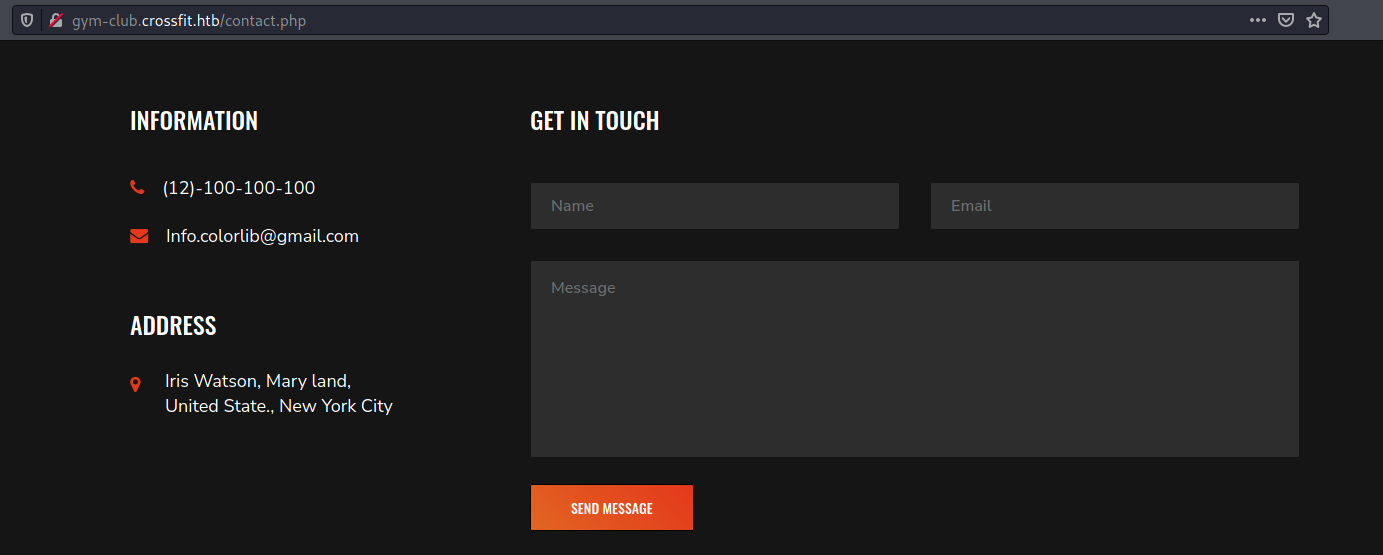 gym-club.crossfit.htb/contact.php
INFORMATION
(12)-100-100-100
Info.colorlib@gmail.com
ADDRESS
Iris Watson, Mary land,
United State., New York City
GET IN TOUCH
Name
Email
Message
SEND MESSAGE